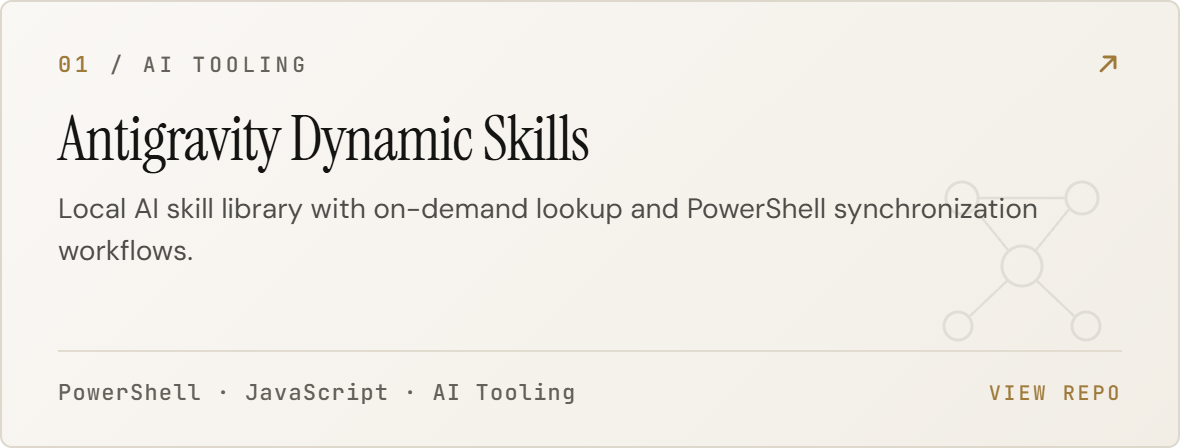 01 / AI TOOLING
Antigravity Dynamic Skills
Local AI skill library with on-demand lookup and PowerShell synchronization
workflows.
PowerShell · JavaScript · AI Tooling
VIEW REPO